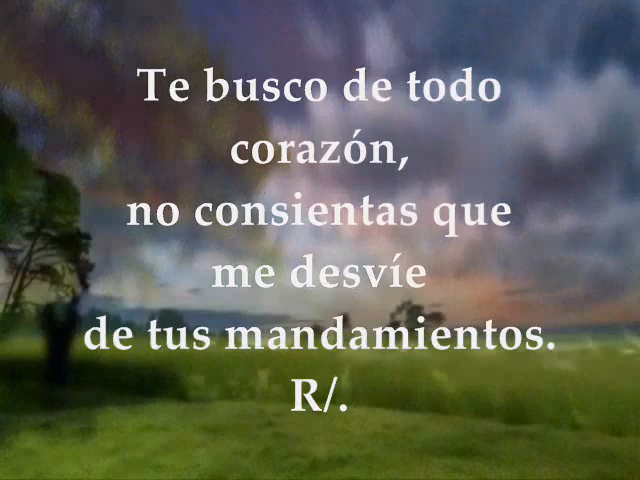 Te busco de todo
corazón,
no consientas que
me desvíe
de tus mandamientos.
R/.